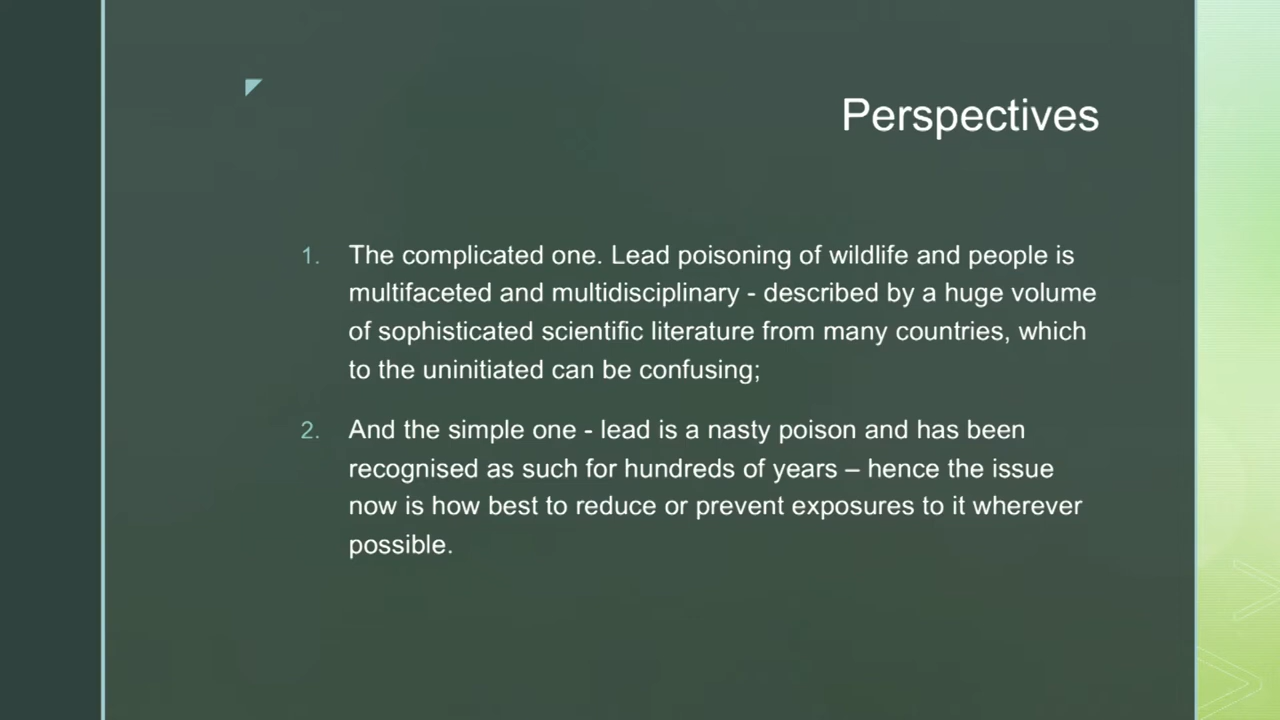 Perspectives
1. The complicated one. Lead poisoning of wildlife and people is
multifaceted and multidisciplinary - described by a huge volume
of sophisticated scientific literature from many countries, which
to the uninitiated can be confusing;
2. And the simple one - lead is a nasty poison and has been
recognised as such for hundreds of years – hence the issue
now is how best to reduce or prevent exposures to it wherever
possible.